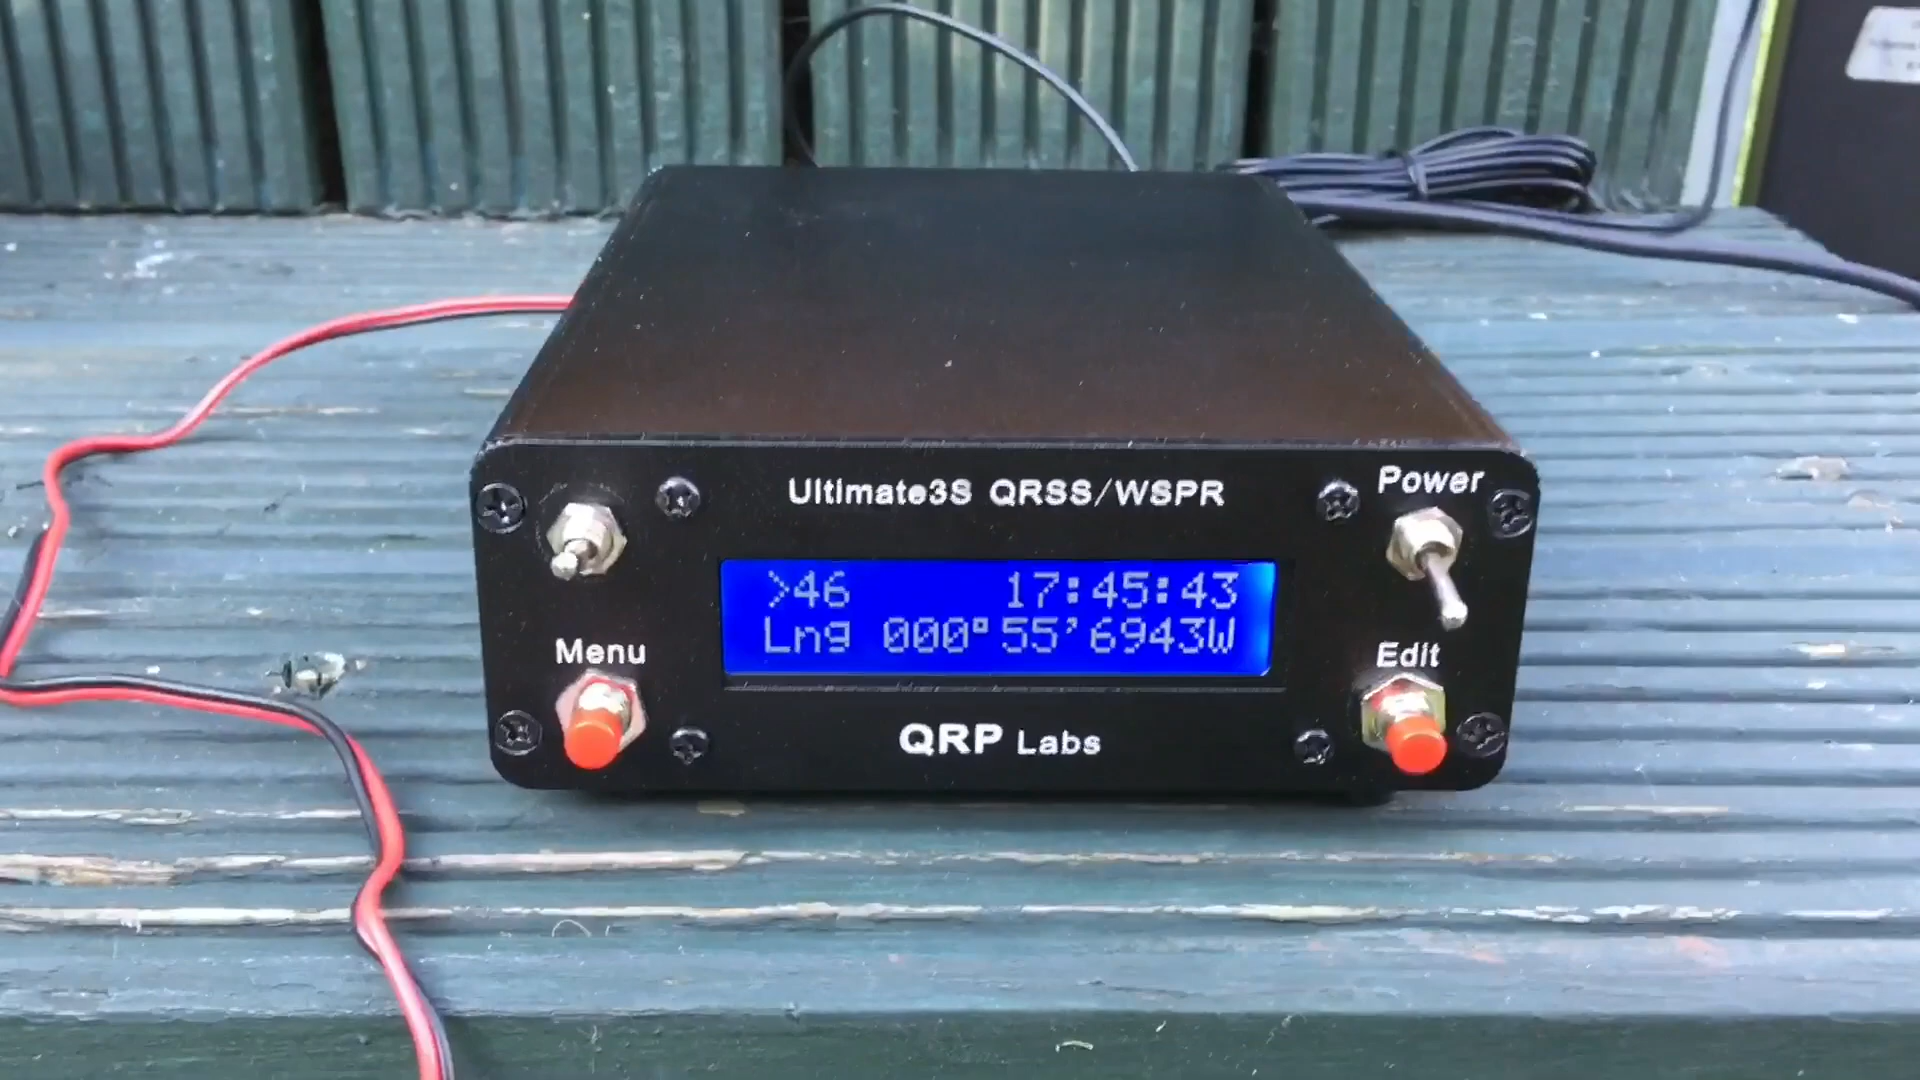 Ultimate3S QRSS/WSPR
Power
>46 17:45:43
Lng 000°55'6943W
Menu
Edit
QRP Labs